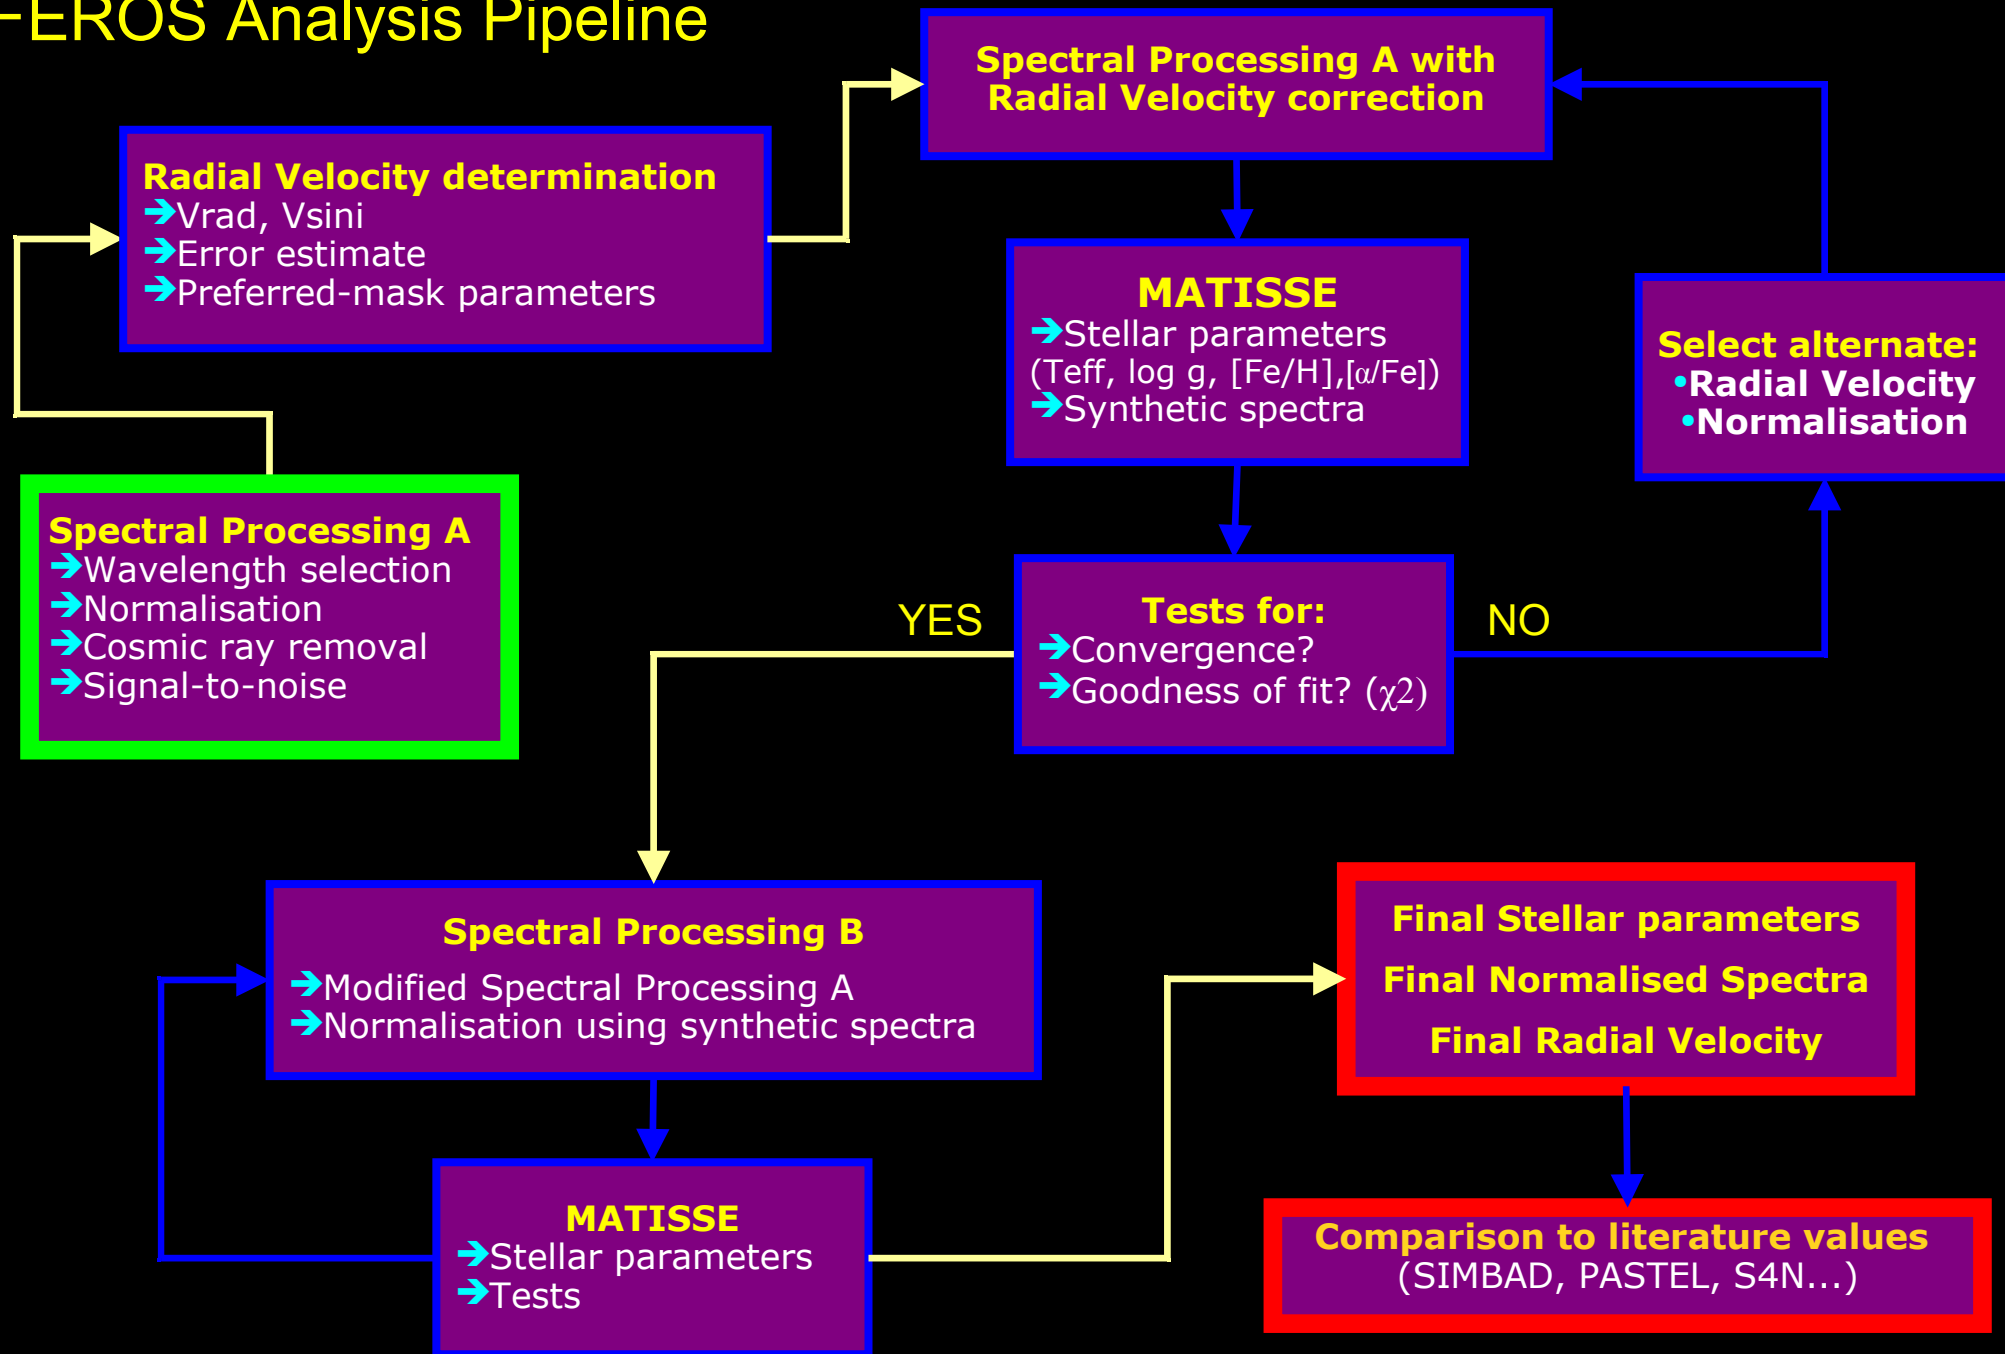 FEROS Analysis Pipeline
Spectral Processing A with
Radial Velocity correction
Radial Velocity determination
➔Vrad, Vsini
➔Error estimate
➔Preferred-mask parameters
MATISSE
➔Stellar parameters
(Teff, log g, [Fe/H],[α/Fe])
➔Synthetic spectra
Select alternate:
•Radial Velocity
•Normalisation
Spectral Processing A
➔Wavelength selection
➔Normalisation
➔Cosmic ray removal
➔Signal-to-noise
YES
Tests for:
➔Convergence?
➔Goodness of fit? (χ2)
NO
Spectral Processing B
➔Modified Spectral Processing A
➔Normalisation using synthetic spectra
Final Stellar parameters
Final Normalised Spectra
Final Radial Velocity
MATISSE
➔Stellar parameters
➔Tests
Comparison to literature values
(SIMBAD, PASTEL, S4N...)